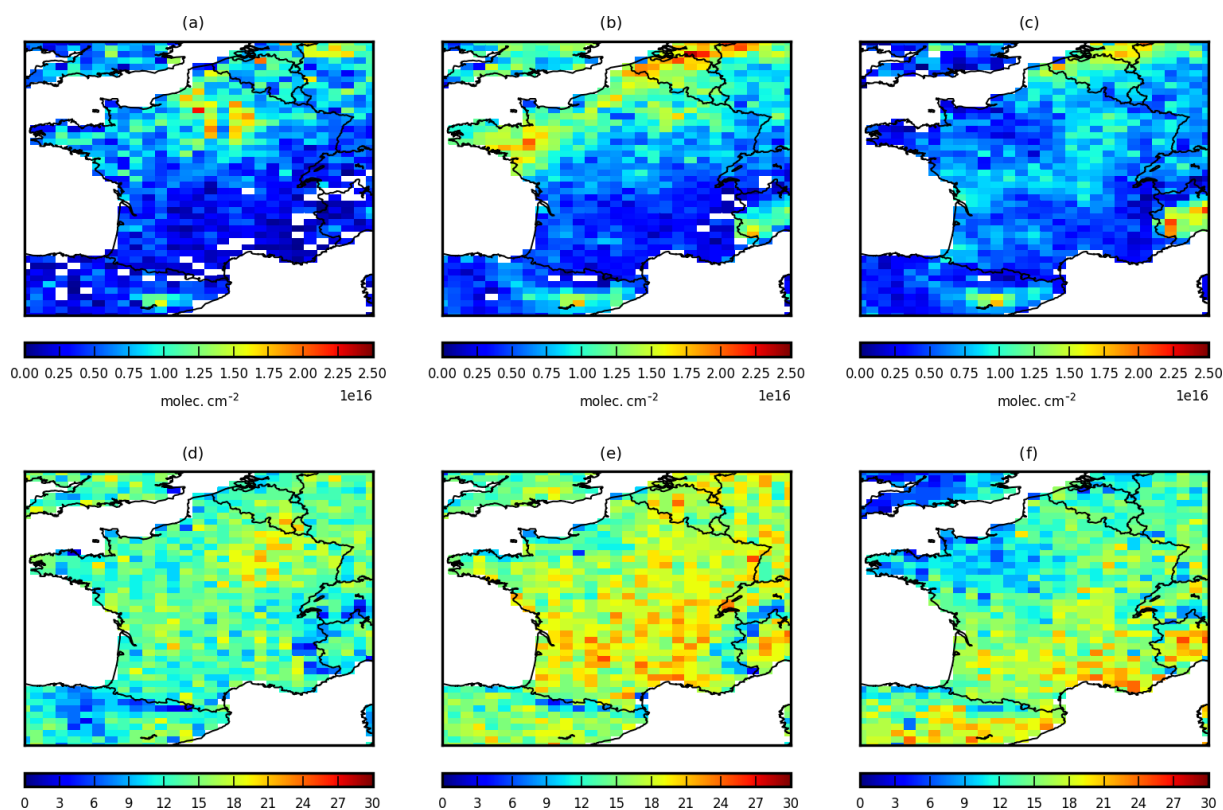 (a) (b) (c)
0.00 0.25 0.50 0.75 1.00 1.25 1.50 1.75 2.00 2.25 2.50 0.00 0.25 0.50 0.75 1.00 1.25 1.50 1.75 2.00 2.25 2.50 0.00 0.25 0.50 0.75 1.00 1.25 1.50 1.75 2.00 2.25 2.50
molec. cm⁻² 1e16 molec. cm⁻² 1e16 molec. cm⁻² 1e16
(d) (e) (f)
0 3 6 9 12 15 18 21 24 27 30 0 3 6 9 12 15 18 21 24 27 30 0 3 6 9 12 15 18 21 24 27 30